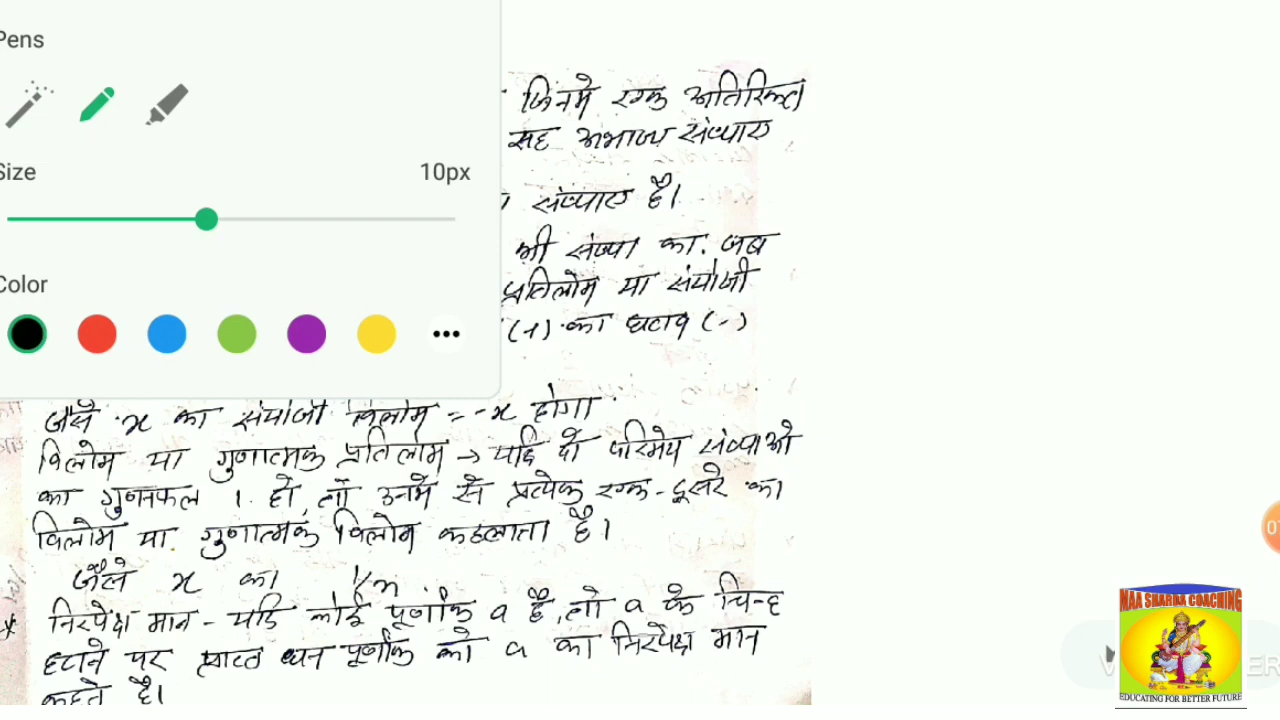 Pens
Size
10px
Color
जिनमे एक अतिरिक्त
सह अभाज्य संख्याए
संख्याए है।
भी संख्या का. जब
प्रतिलोम या संयोजी
(+) का घटाव (-)
जैसे x का संयोजी विलोम = -x होगा
विलोम या गुणात्मक प्रतिलोम → यदि दो परिमेय संख्याओ
का गुणनफल 1. हो, तों उनमें से प्रत्येक एक-दूसरे का
विलोम या गुणात्मक विलोम कहलाता है।
जैसे x का 1/x
* निरपेक्ष मान - यदि कोई पूर्णांक a है, तो a के चिन्ह
हटाने पर प्राप्त धन पूर्णांक को a का निरपेक्ष मान
कहते है।
MAA SHARDA COACHING
EDUCATING FOR BETTER FUTURE